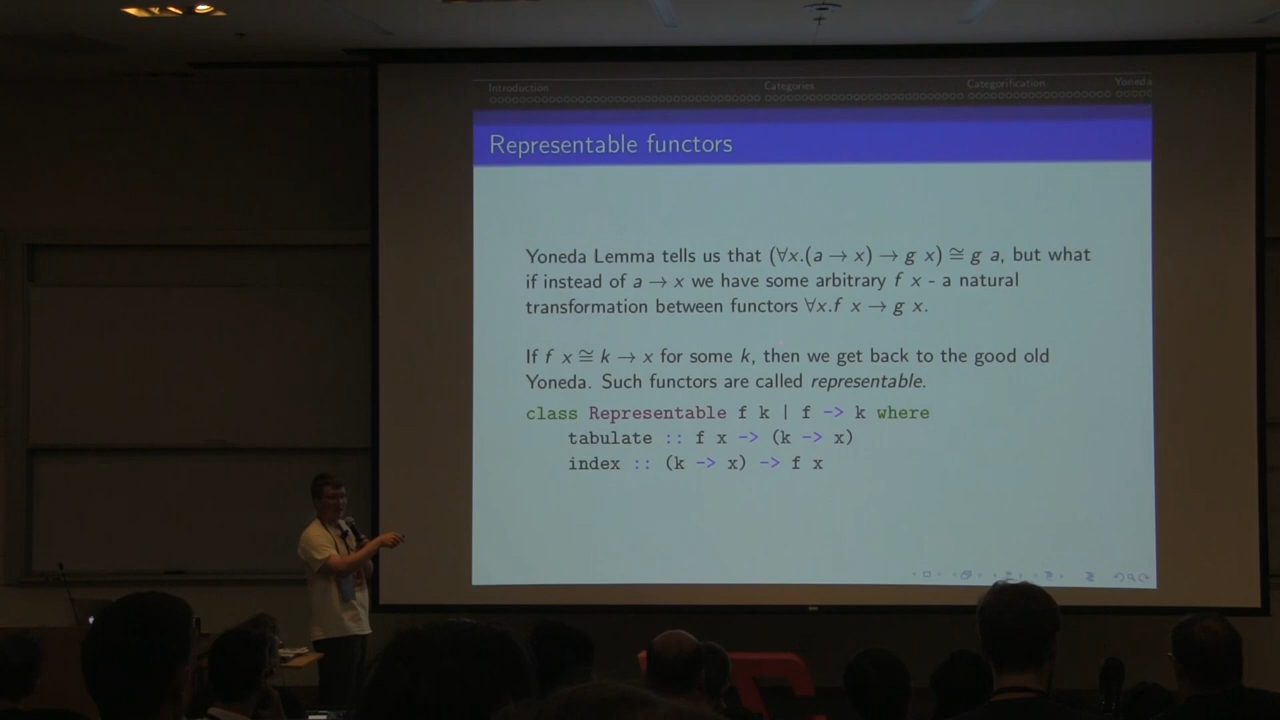 Introduction Categories Categorification Yoneda
Representable functors
Yoneda Lemma tells us that (∀x.(a → x) → g x) ≅ g a, but what
if instead of a → x we have some arbitrary f x - a natural
transformation between functors ∀x.f x → g x.
If f x ≅ k → x for some k, then we get back to the good old
Yoneda. Such functors are called representable.
class Representable f k | f -> k where
tabulate :: f x -> (k -> x)
index :: (k -> x) -> f x